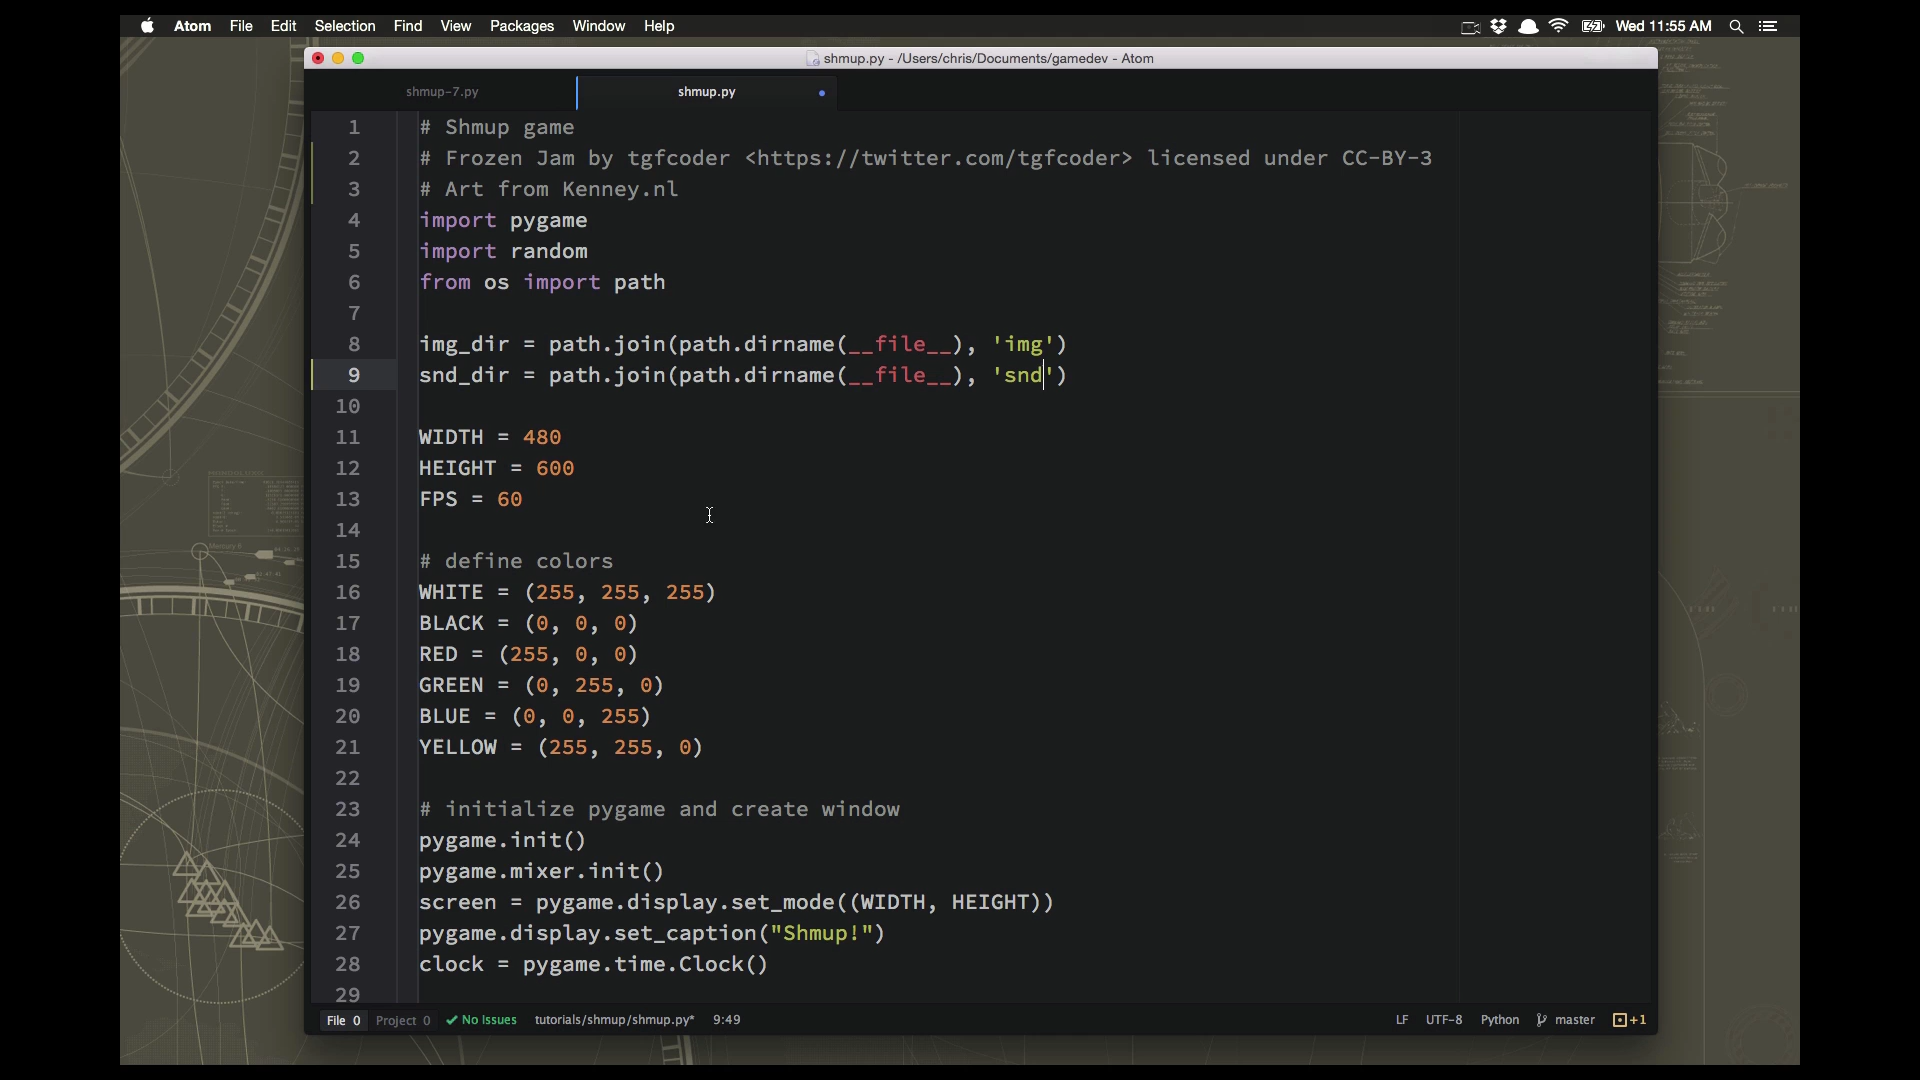 Atom File Edit Selection Find View Packages Window Help Wed 11:55 AM
shmup.py - /Users/chris/Documents/gamedev - Atom
shmup-7.py shmup.py
1 # Shmup game
2 # Frozen Jam by tgfcoder <https://twitter.com/tgfcoder> licensed under CC-BY-3
3 # Art from Kenney.nl
4 import pygame
5 import random
6 from os import path
7
8 img_dir = path.join(path.dirname(__file__), 'img')
9 snd_dir = path.join(path.dirname(__file__), 'snd')
10
11 WIDTH = 480
12 HEIGHT = 600
13 FPS = 60
14
15 # define colors
16 WHITE = (255, 255, 255)
17 BLACK = (0, 0, 0)
18 RED = (255, 0, 0)
19 GREEN = (0, 255, 0)
20 BLUE = (0, 0, 255)
21 YELLOW = (255, 255, 0)
22
23 # initialize pygame and create window
24 pygame.init()
25 pygame.mixer.init()
26 screen = pygame.display.set_mode((WIDTH, HEIGHT))
27 pygame.display.set_caption("Shmup!")
28 clock = pygame.time.Clock()
29
File 0 Project 0 No Issues tutorials/shmup/shmup.py* 9:49 LF UTF-8 Python master +1